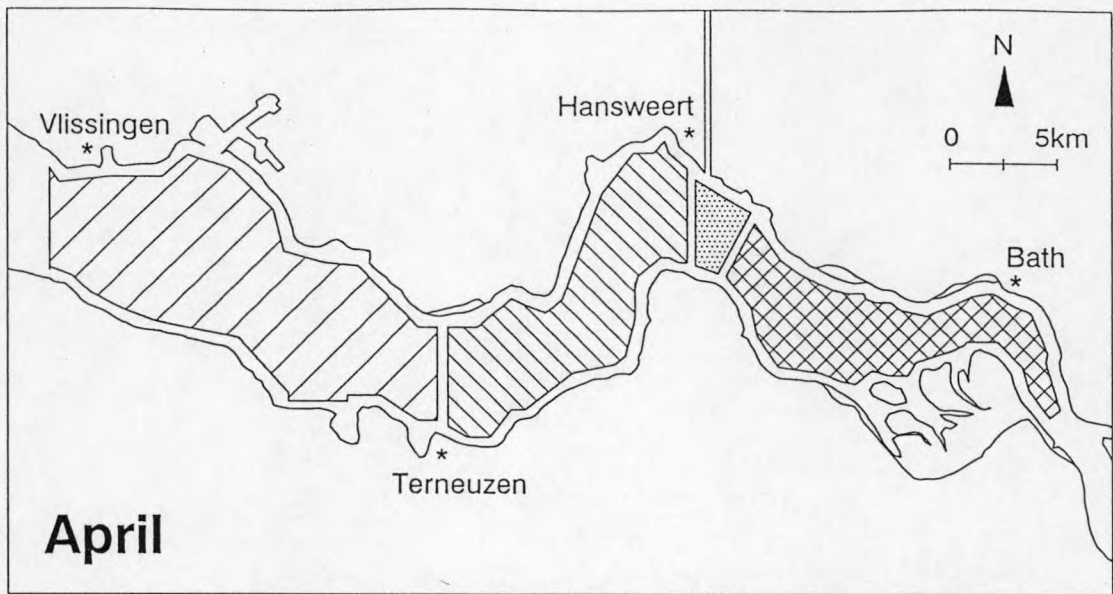 N
Hansweert
Vlissingen
*
*
0 5km
Bath
*
*
Terneuzen
April